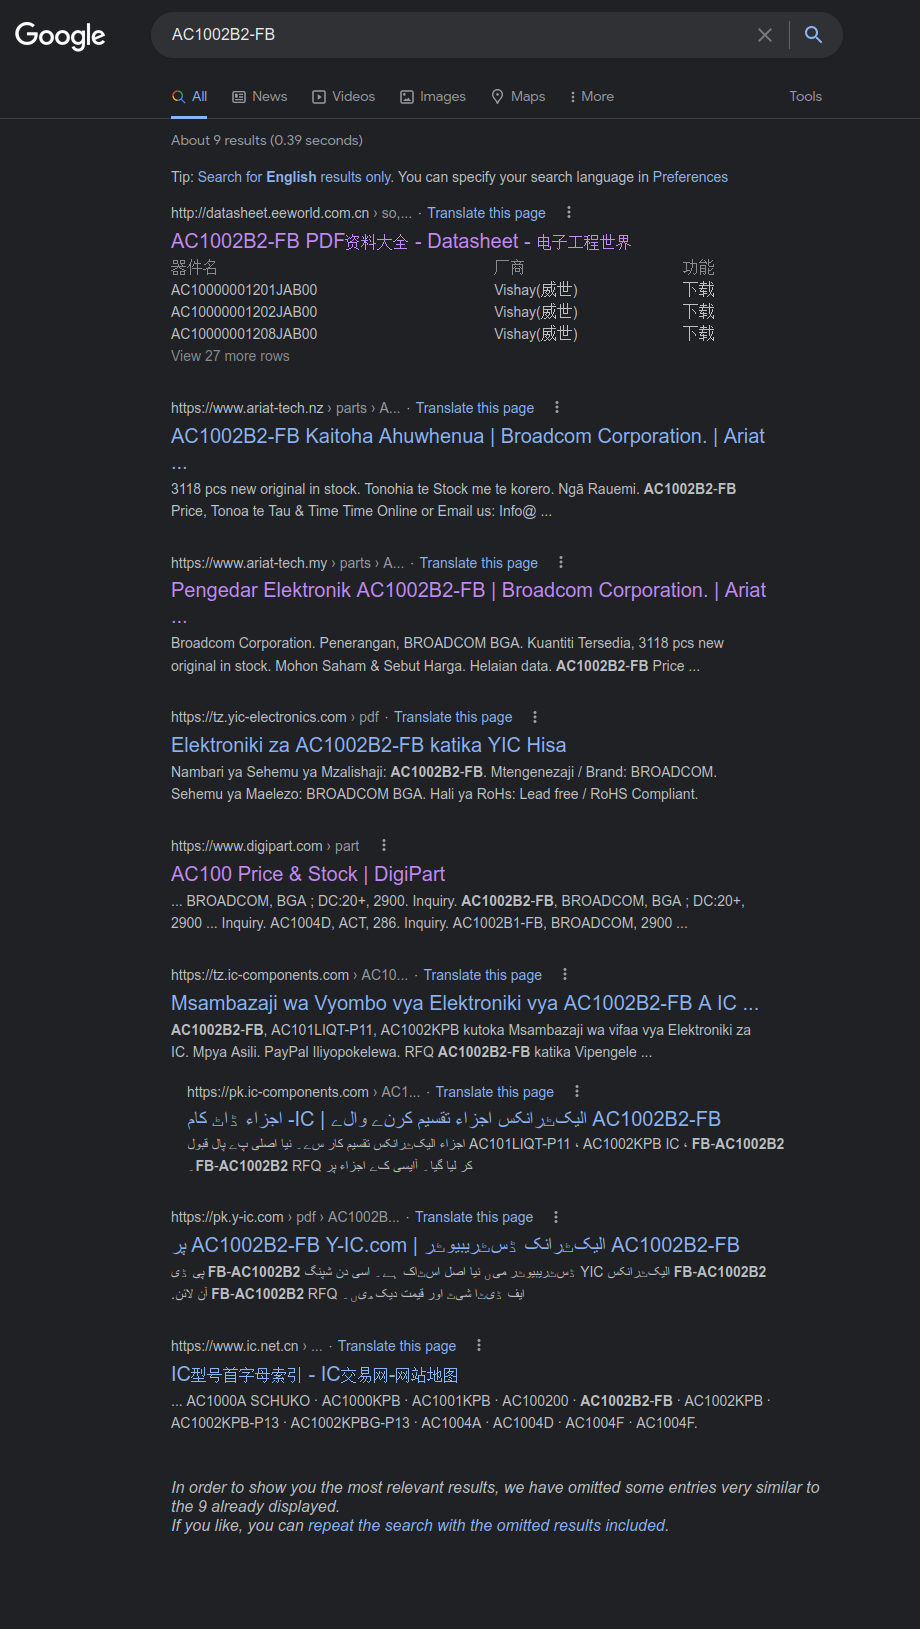 Google
AC1002B2-FB
All News Videos Images Maps More Tools
About 9 results (0.39 seconds)
Tip: Search for English results only. You can specify your search language in Preferences
http://datasheet.eeworld.com.cn › so,... · Translate this page
AC1002B2-FB PDF资料大全 - Datasheet - 电子工程世界
器件名 厂商 功能
AC10000001201JAB00 Vishay(威世) 下载
AC10000001202JAB00 Vishay(威世) 下载
AC10000001208JAB00 Vishay(威世) 下载
View 27 more rows
https://www.ariat-tech.nz › parts › A... · Translate this page
AC1002B2-FB Kaitoha Ahuwhenua | Broadcom Corporation. | Ariat
...
3118 pcs new original in stock. Tonohia te Stock me te korero. Ngā Rauemi. AC1002B2-FB
Price, Tonoa te Tau & Time Time Online or Email us: Info@ ...
https://www.ariat-tech.my › parts › A... · Translate this page
Pengedar Elektronik AC1002B2-FB | Broadcom Corporation. | Ariat
...
Broadcom Corporation. Penerangan, BROADCOM BGA. Kuantiti Tersedia, 3118 pcs new
original in stock. Mohon Saham & Sebut Harga. Helaian data. AC1002B2-FB Price ...
https://tz.yic-electronics.com › pdf · Translate this page
Elektroniki za AC1002B2-FB katika YIC Hisa
Nambari ya Sehemu ya Mzalishaji: AC1002B2-FB. Mtengenezaji / Brand: BROADCOM.
Sehemu ya Maelezo: BROADCOM BGA. Hali ya RoHs: Lead free / RoHS Compliant.
https://www.digipart.com › part
AC100 Price & Stock | DigiPart
... BROADCOM, BGA ; DC:20+, 2900. Inquiry. AC1002B2-FB, BROADCOM, BGA ; DC:20+,
2900 ... Inquiry. AC1004D, ACT, 286. Inquiry. AC1002B1-FB, BROADCOM, 2900 ...
https://tz.ic-components.com › AC10... · Translate this page
Msambazaji wa Vyombo vya Elektroniki vya AC1002B2-FB A IC ...
AC1002B2-FB, AC101LIQT-P11, AC1002KPB kutoka Msambazaji wa vifaa vya Elektroniki za
IC. Mpya Asili. PayPal Iliyopokelewa. RFQ AC1002B2-FB katika Vipengele ...
https://pk.ic-components.com › AC1... · Translate this page
AC1002B2-FB الیکٹرانکس اجزاء تقسیم کرنے والے | IC- اجزاء ڈاٹ کام
FB-AC1002B2 ، AC101LIQT-P11 ، AC1002KPB IC اجزاء الیکٹرانکس تقسیم کار سے۔ نیا اصلی پے پال قبول
کر لیا گیا۔ آایسی کے اجزاء پر FB-AC1002B2 RFQ۔
https://pk.y-ic.com › pdf › AC1002B... · Translate this page
AC1002B2-FB الیکٹرانک ڈسٹریبیوٹر | AC1002B2-FB Y-IC.com پر
FB-AC1002B2 الیکٹرانکس YIC ڈسٹریبیوٹر میں نیا اصل اسٹاک ہے۔ اسی دن شپنگ FB-AC1002B2 پی ڈی
ایف ڈیٹا شیٹ اور قیمت دیکھیں۔ FB-AC1002B2 RFQ آن لائن.
https://www.ic.net.cn › ... · Translate this page
IC型号首字母索引 - IC交易网-网站地图
... AC1000A SCHUKO · AC1000KPB · AC1001KPB · AC100200 · AC1002B2-FB · AC1002KPB ·
AC1002KPB-P13 · AC1002KPBG-P13 · AC1004A · AC1004D · AC1004F · AC1004F.
In order to show you the most relevant results, we have omitted some entries very similar to
the 9 already displayed.
If you like, you can repeat the search with the omitted results included.